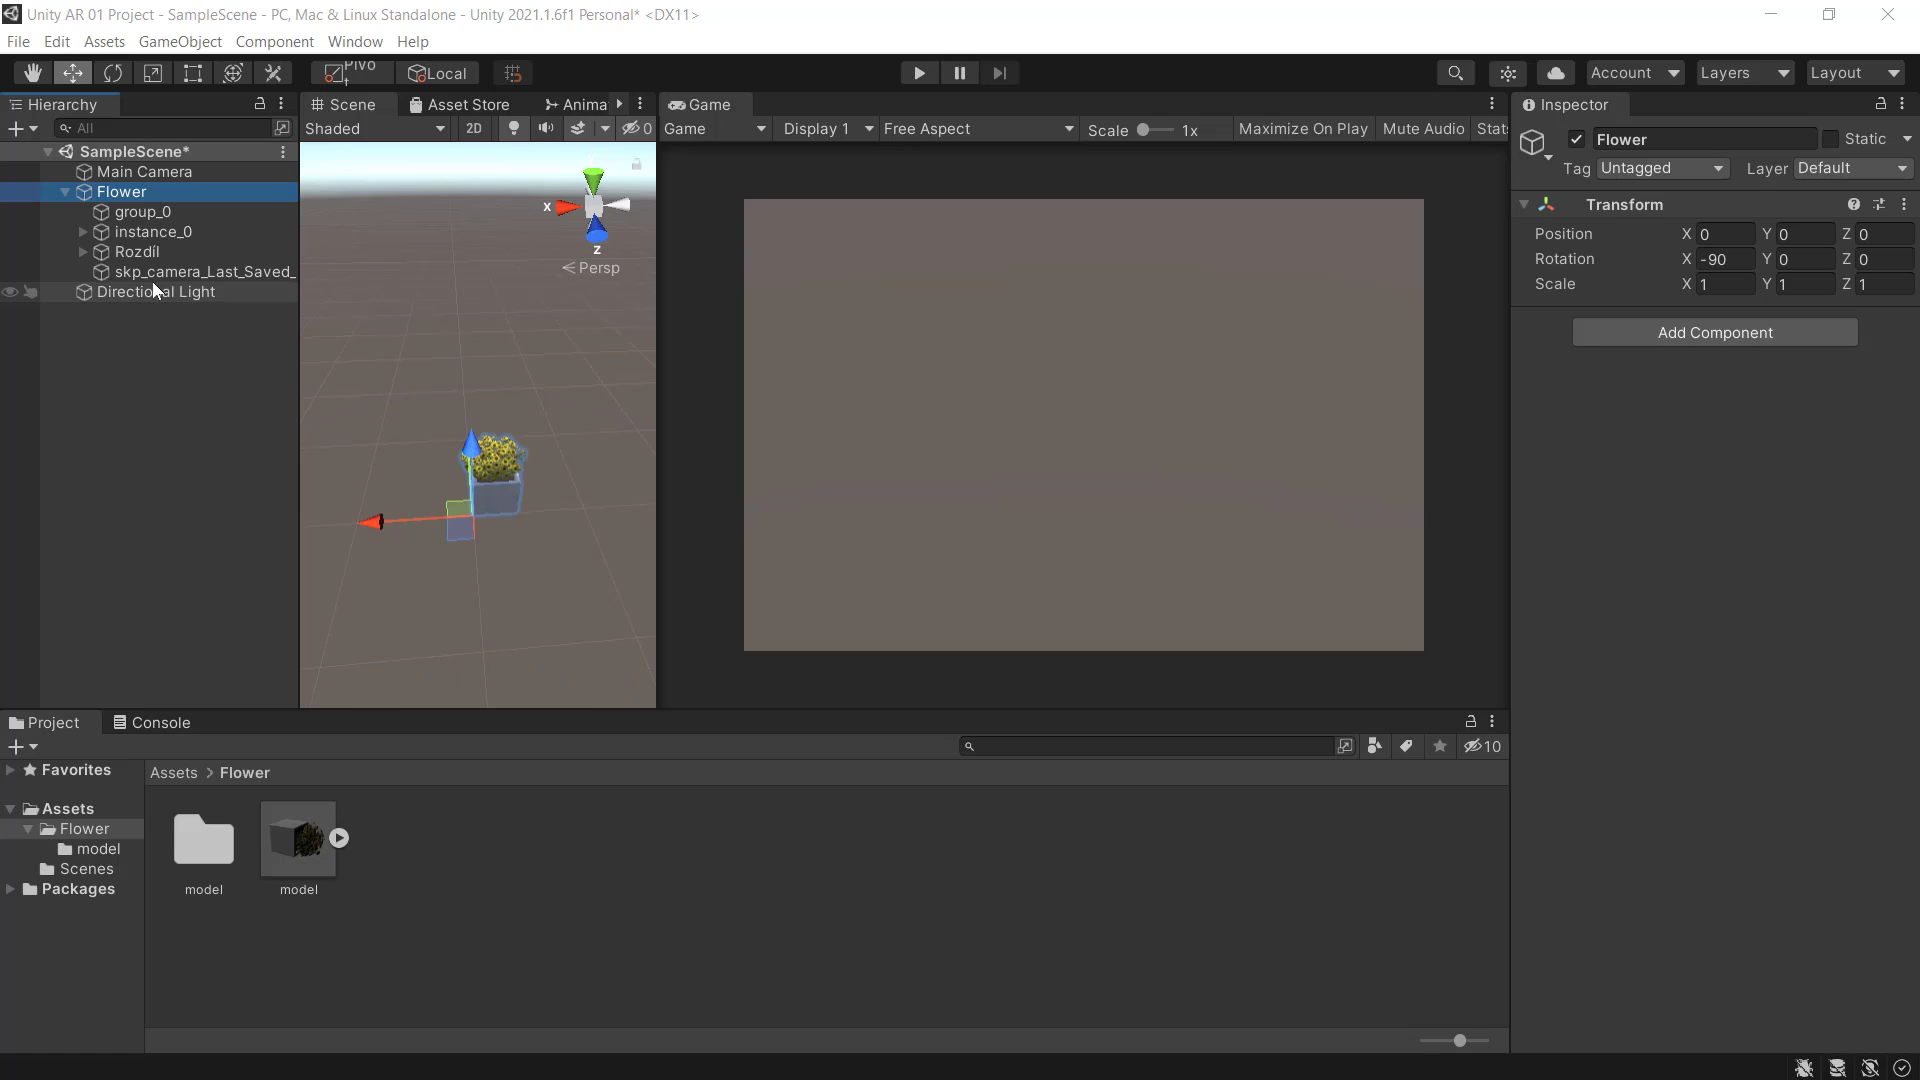 Unity AR 01 Project - SampleScene - PC, Mac & Linux Standalone - Unity 2021.1.6f1 Personal* <DX11>
File Edit Assets GameObject Component Window Help
Pivot Local Account Layers Layout
Hierarchy
All
SampleScene*
Main Camera
Flower
group_0
instance_0
Rozdíl
skp_camera_Last_Saved_
Directional Light
Scene Asset Store Anima
Shaded 2D 0
x
z
Persp
Game
Game Display 1 Free Aspect Scale 1x Maximize On Play Mute Audio Stats
Inspector
Flower Static
Tag Untagged Layer Default
Transform
Position X 0 Y 0 Z 0
Rotation X -90 Y 0 Z 0
Scale X 1 Y 1 Z 1
Add Component
Project Console
10
Favorites
Assets
Flower
model
Scenes
Packages
Assets > Flower
model model